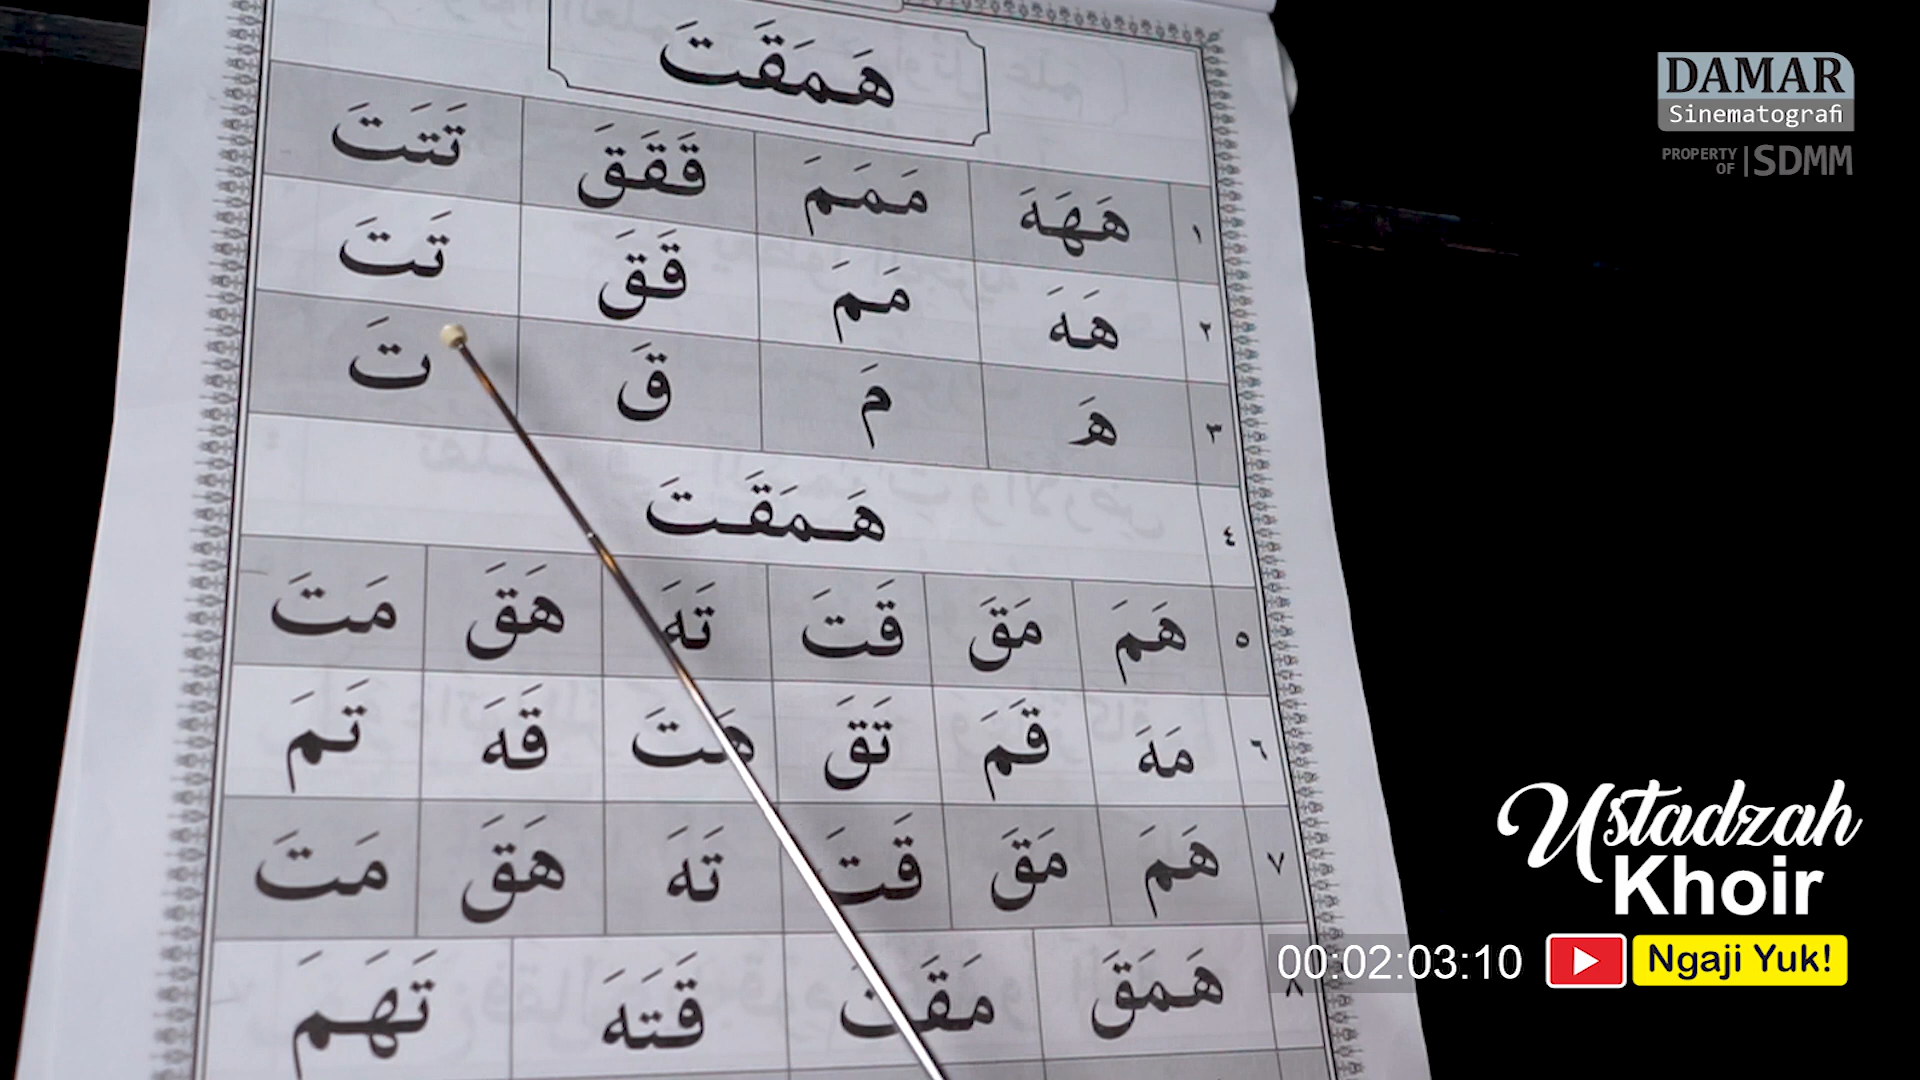 هَمَقَتَ
١ هَهَهَ مَمَمَ قَقَقَ تَتَتَ
٢ هَهَ مَمَ قَقَ تَتَ
٣ هَ مَ قَ تَ
٤ هَمَقَتَ
٥ هَمَ مَقَ قَتَ تَهَ هَقَ مَتَ
٦ مَهَ قَمَ تَقَ هَتَ قَهَ تَمَ
٧ هَمَ مَقَ قَتَ تَهَ هَقَ مَتَ
٨ هَمَقَ مَقَتَ قَتَهَ تَهَمَ
DAMAR
Sinematografi
PROPERTY OF | SDMM
Ustadzah
Khoir
00:02:03:10
Ngaji Yuk!